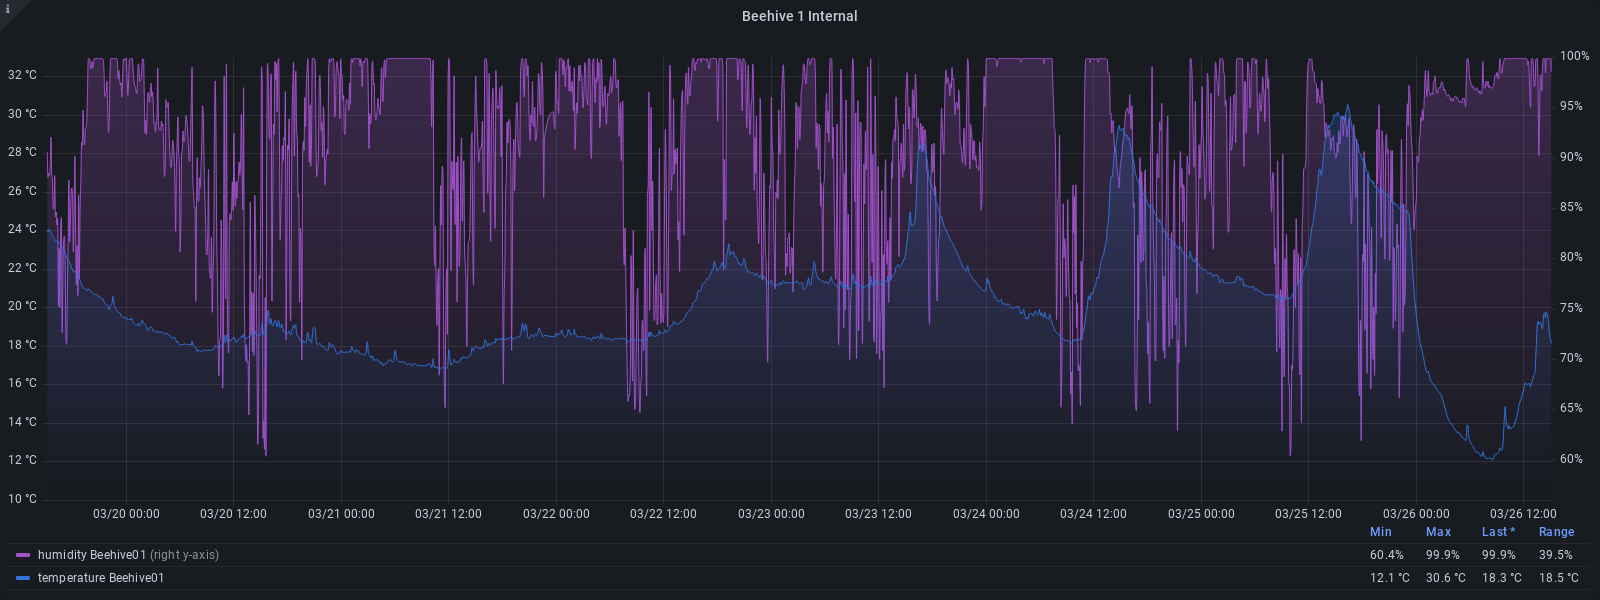 i
Beehive 1 Internal
32 °C
30 °C
28 °C
26 °C
24 °C
22 °C
20 °C
18 °C
16 °C
14 °C
12 °C
10 °C
100%
95%
90%
85%
80%
75%
70%
65%
60%
03/20 00:00 03/20 12:00 03/21 00:00 03/21 12:00 03/22 00:00 03/22 12:00 03/23 00:00 03/23 12:00 03/24 00:00 03/24 12:00 03/25 00:00 03/25 12:00 03/26 00:00 03/26 12:00
Min Max Last * Range
humidity Beehive01 (right y-axis) 60.4% 99.9% 99.9% 39.5%
temperature Beehive01 12.1 °C 30.6 °C 18.3 °C 18.5 °C